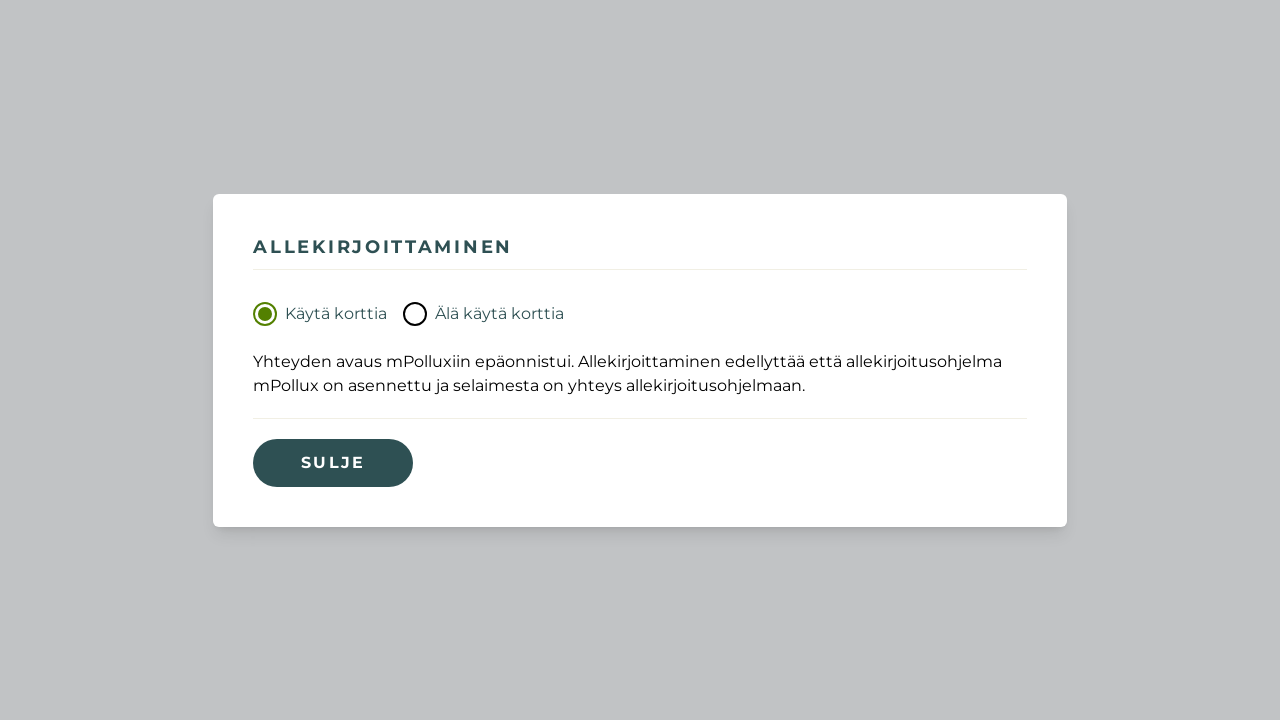 ALLEKIRJOITTAMINEN
Käytä korttia Älä käytä korttia
Yhteyden avaus mPolluxiin epäonnistui. Allekirjoittaminen edellyttää että allekirjoitusohjelma
mPollux on asennettu ja selaimesta on yhteys allekirjoitusohjelmaan.
SULJE